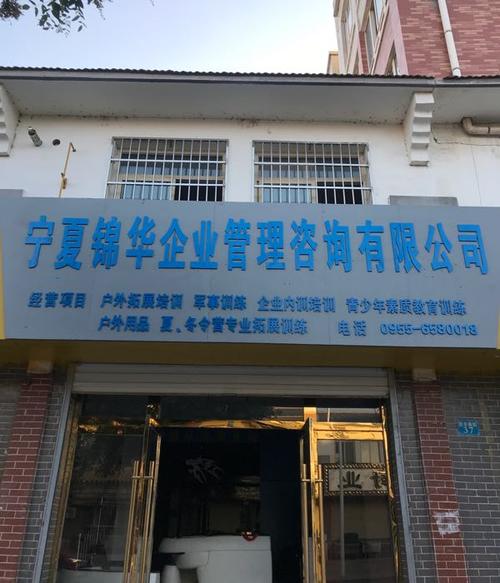 宁夏锦华企业管理咨询有限公司
经营项目 户外拓展培训 军事训练 企业内训培训 青少年素质教育训练
户外用品 夏、冬令营专业拓展训练 电话 0955-6580018
37